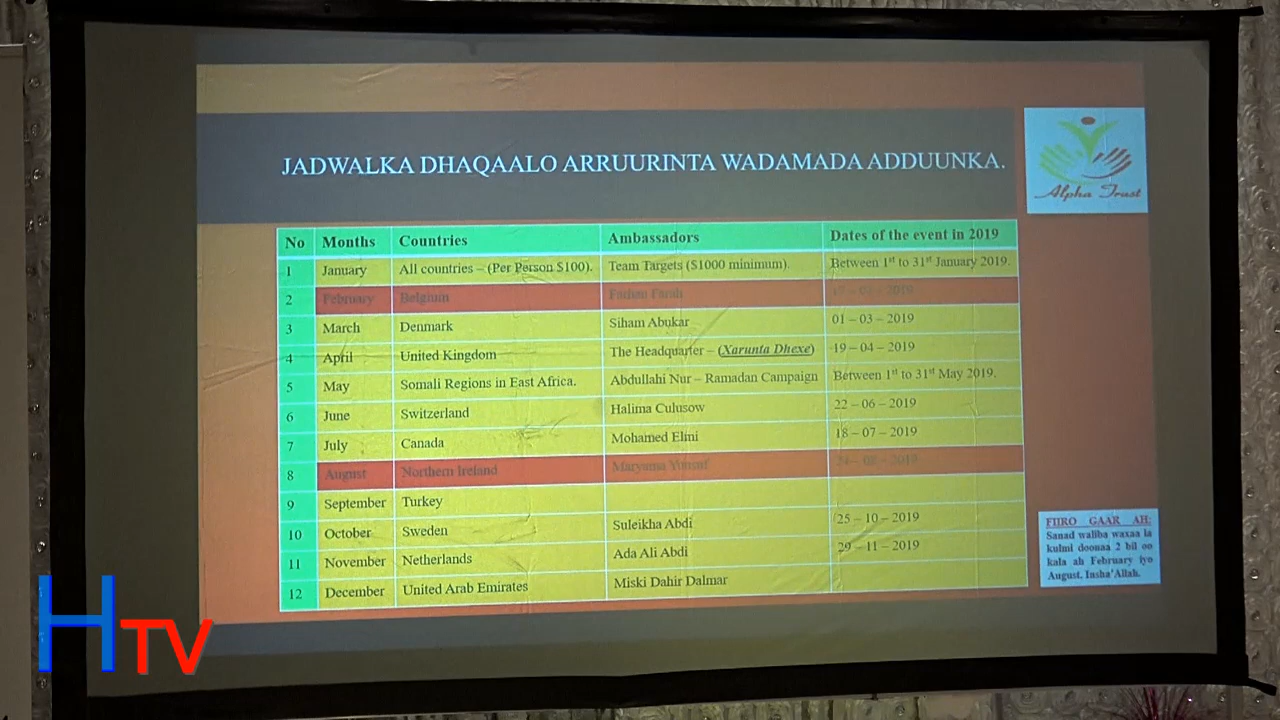 JADWALKA DHAQAALO ARRUURINTA WADAMADA ADDUUNKA.
Alpha Trust
No Months Countries Ambassadors Dates of the event in 2019
1 January All countries – (Per Person $100). Team Targets ($1000 minimum). Between 1st to 31st January 2019.
2 February Belgium Farah 2019
3 March Denmark Siham Abukar 01 – 03 – 2019
4 April United Kingdom The Headquarter – (Xarunta Dhexe) 19 – 04 – 2019
5 May Somali Regions in East Africa. Abdullahi Nur – Ramadan Campaign Between 1st to 31st May 2019.
6 June Switzerland Halima Culusow 22 – 06 – 2019
7 July Canada Mohamed Elmi 18 – 07 – 2019
8 August Northern Ireland Maryama Yusuf 2019
9 September Turkey
10 October Sweden Suleikha Abdi 25 – 10 – 2019
11 November Netherlands Ada Ali Abdi 29 – 11 – 2019
12 December United Arab Emirates Miski Dahir Dalmar
FIIRO GAAR AH:
Sanad waliba waxaa la
kulmi doonaa 2 bil oo
kala ah February iyo
August. Insha'Allah.
HTV